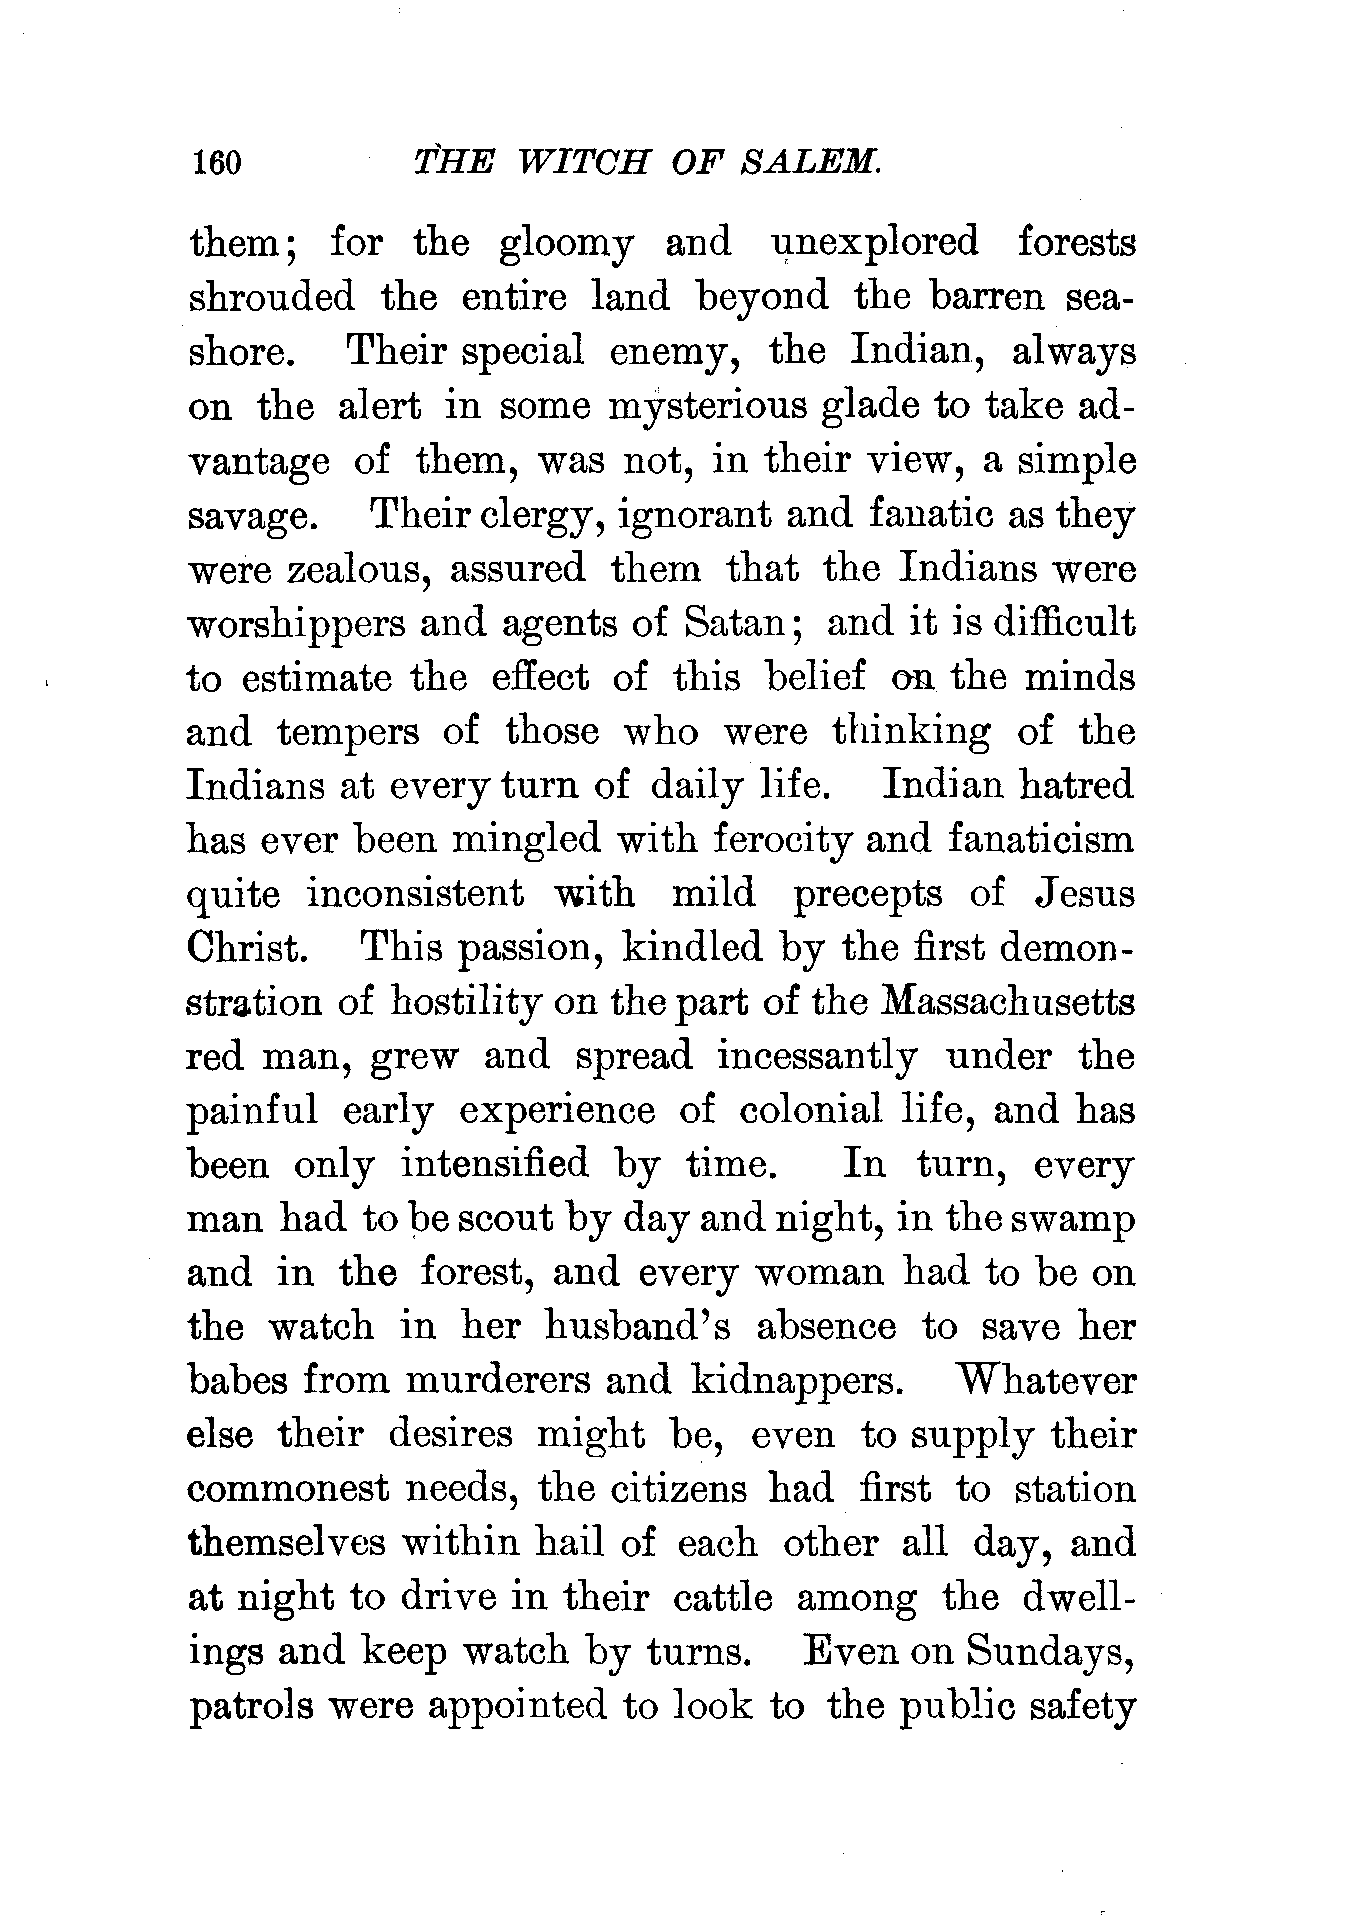 160 THE WITCH OF SALEM.
them; for the gloomy and unexplored forests
shrouded the entire land beyond the barren sea-
shore. Their special enemy, the Indian, always
on the alert in some mysterious glade to take ad-
vantage of them, was not, in their view, a simple
savage. Their clergy, ignorant and fanatic as they
were zealous, assured them that the Indians were
worshippers and agents of Satan; and it is difficult
to estimate the effect of this belief on the minds
and tempers of those who were thinking of the
Indians at every turn of daily life. Indian hatred
has ever been mingled with ferocity and fanaticism
quite inconsistent with mild precepts of Jesus
Christ. This passion, kindled by the first demon-
stration of hostility on the part of the Massachusetts
red man, grew and spread incessantly under the
painful early experience of colonial life, and has
been only intensified by time. In turn, every
man had to be scout by day and night, in the swamp
and in the forest, and every woman had to be on
the watch in her husband's absence to save her
babes from murderers and kidnappers. Whatever
else their desires might be, even to supply their
commonest needs, the citizens had first to station
themselves within hail of each other all day, and
at night to drive in their cattle among the dwell-
ings and keep watch by turns. Even on Sundays,
patrols were appointed to look to the public safety